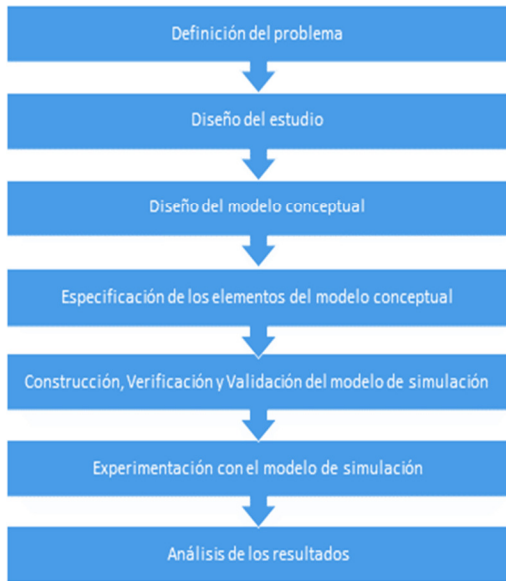 Definición del problema
Diseño del estudio
Diseño del modelo conceptual
Especificación de los elementos del modelo conceptual
Construcción, Verificación y Validación del modelo de simulación
Experimentación con el modelo de simulación
Análisis de los resultados